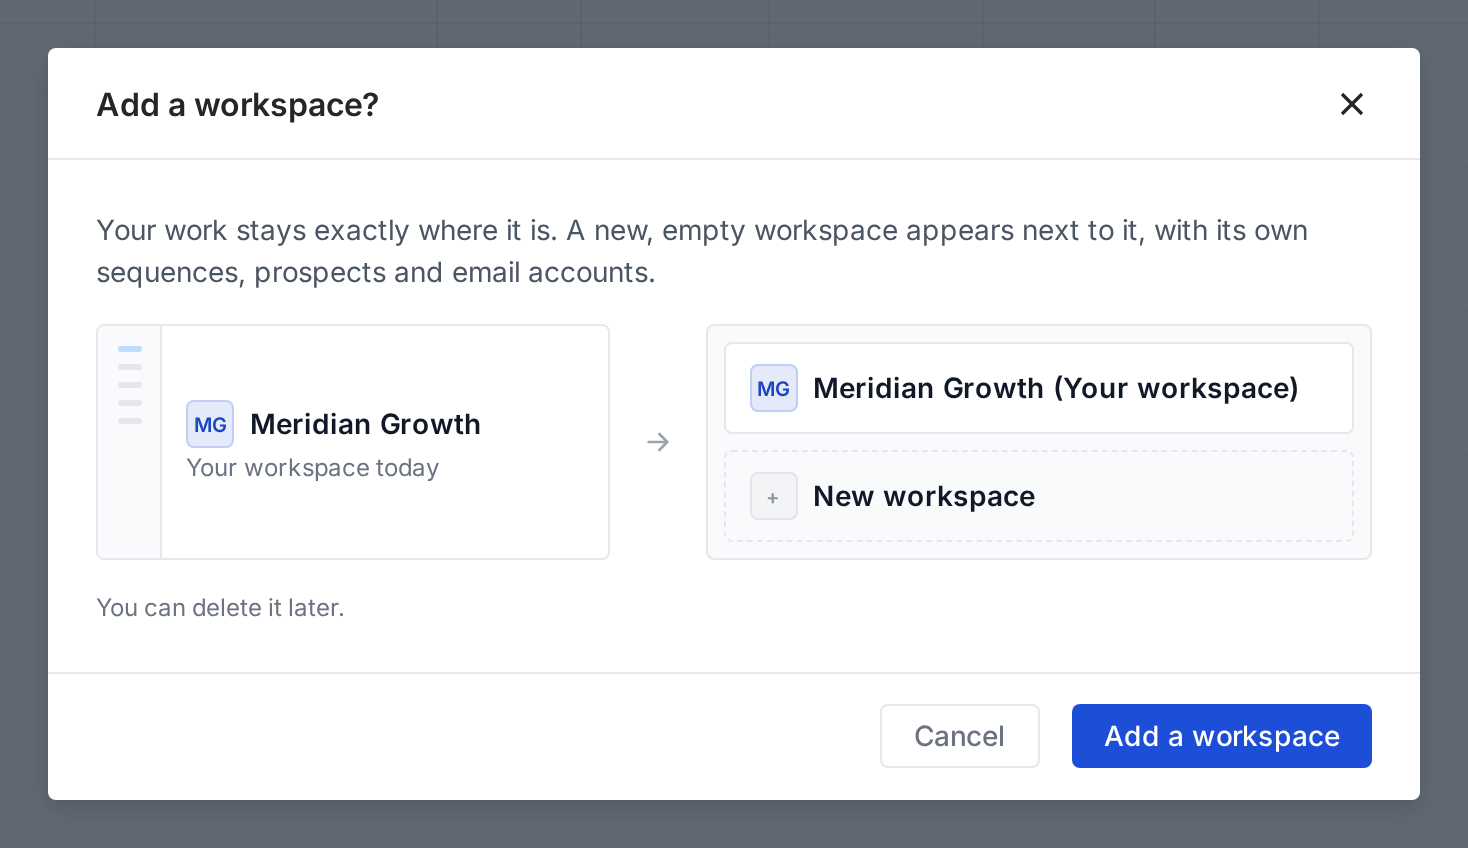 Add a workspace?
Your work stays exactly where it is. A new, empty workspace appears next to it, with its own
sequences, prospects and email accounts.
MG Meridian Growth
Your workspace today
MG Meridian Growth (Your workspace)
+ New workspace
You can delete it later.
Cancel
Add a workspace